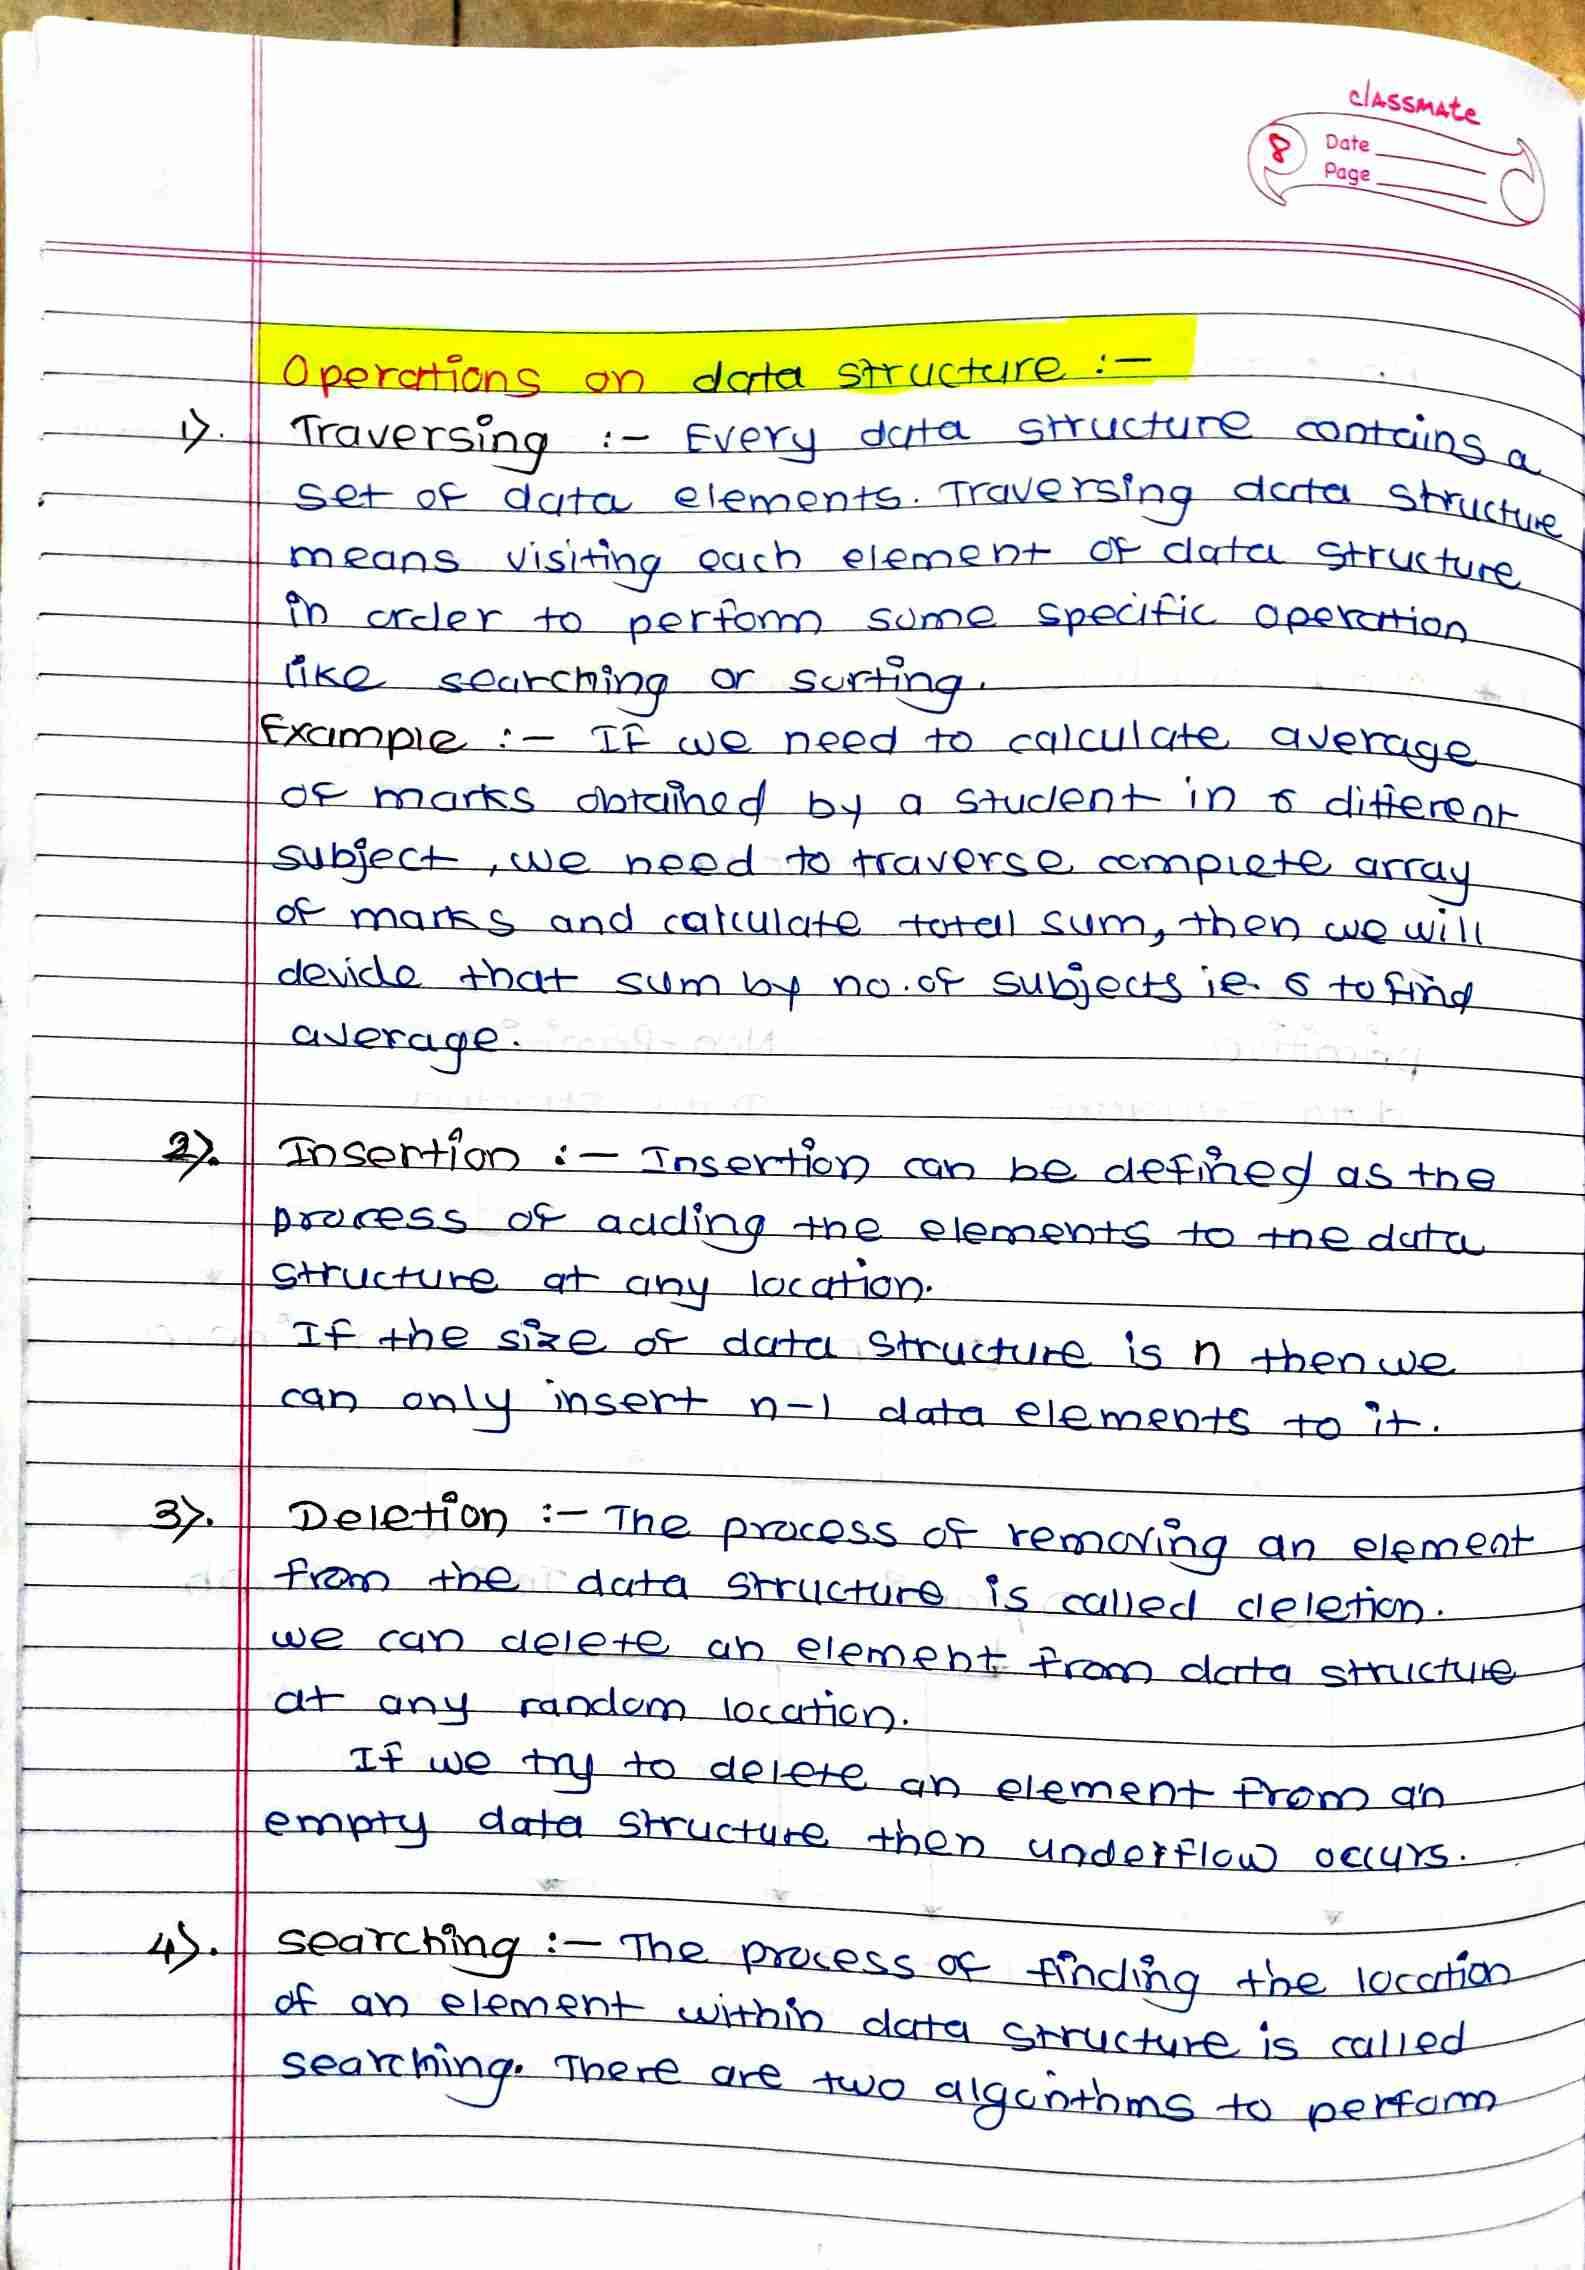 classmate
8
Date
Page
Operations on data structure :-
1). Traversing :- Every data structure contains a
set of data elements. Traversing data structure
means visiting each element of data structure
in order to perform some specific operation
like searching or sorting.
Example :- If we need to calculate average
of marks obtained by a student in 6 different
subject, we need to traverse complete array
of marks and calculate total sum, then we will
devide that sum by no. of subjects ie. 6 to find
average.
2). Insertion :- Insertion can be defined as the
process of adding the elements to the data
structure at any location.
If the size of data structure is n then we
can only insert n-1 data elements to it.
3). Deletion :- The process of removing an element
from the data structure is called deletion.
we can delete an element from data structure
at any random location.
If we try to delete an element from an
empty data structure then underflow occurs.
4). searching :- The process of finding the location
of an element within data structure is called
searching. There are two algorithms to perform